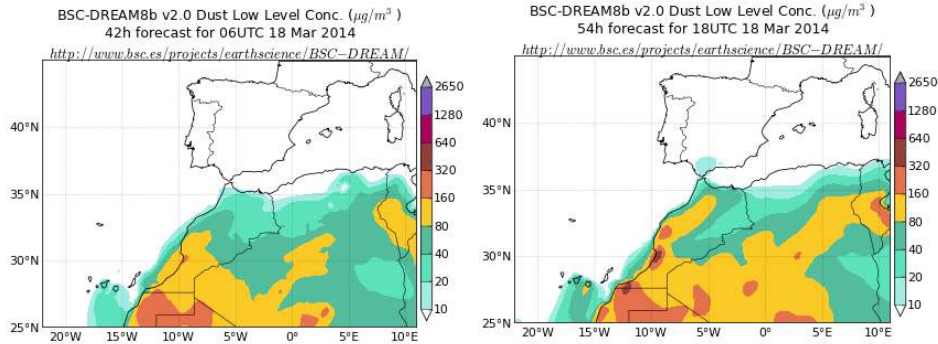 BSC-DREAM8b v2.0 Dust Low Level Conc. (μg/m³ )
42h forecast for 06UTC 18 Mar 2014
http://www.bsc.es/projects/earthscience/BSC−DREAM/
40°N
35°N
30°N
25°N
20°W
15°W
10°W
5°W
0°
5°E
10°E
2650
1280
640
320
160
80
40
20
10
BSC-DREAM8b v2.0 Dust Low Level Conc. (μg/m³ )
54h forecast for 18UTC 18 Mar 2014
http://www.bsc.es/projects/earthscience/BSC−DREAM/
40°N
35°N
30°N
25°N
20°W
15°W
10°W
5°W
0°
5°E
10°E
2650
1280
640
320
160
80
40
20
10